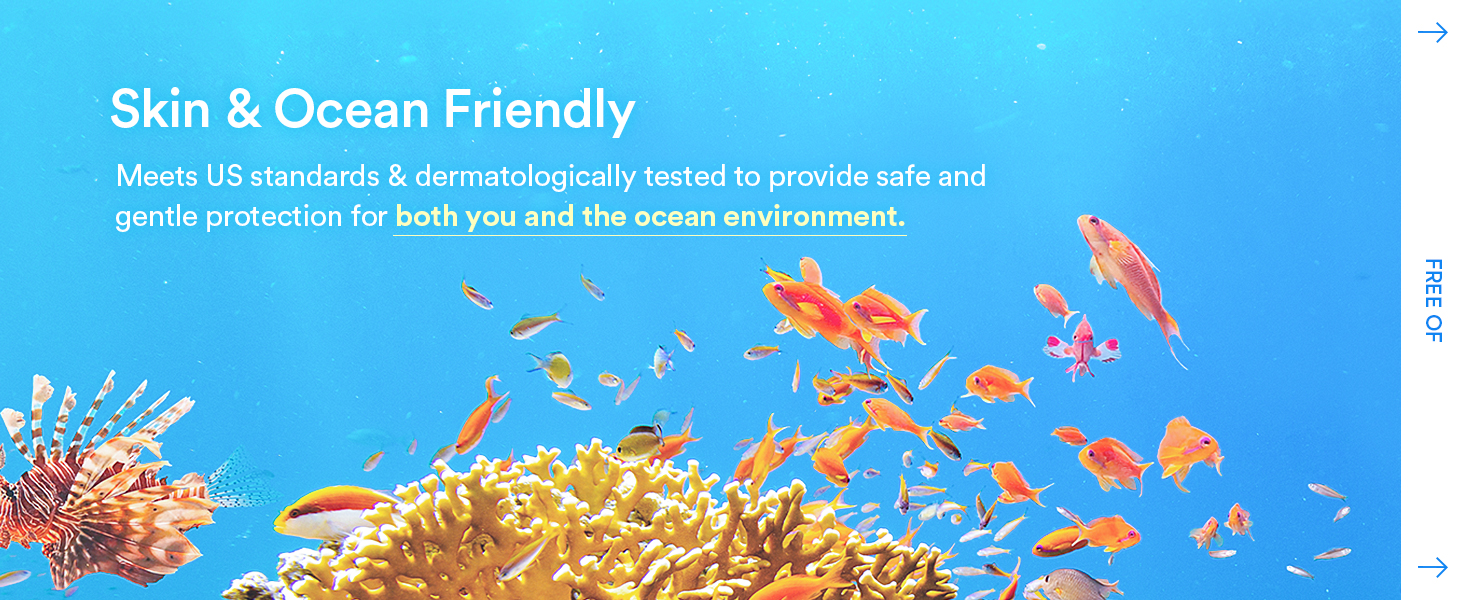 Skin & Ocean Friendly
Meets US standards & dermatologically tested to provide safe and
gentle protection for both you and the ocean environment.
FREE OF